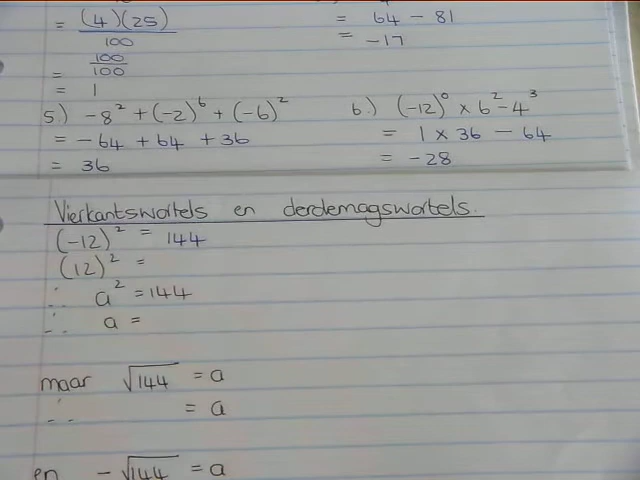 = (4)(25)/100
= 100/100
= 1
= 64 - 81
= -17
5.) -8² + (-2)⁶ + (-6)²
= -64 + 64 + 36
= 36
6.) (-12)⁰ × 6² - 4³
= 1 × 36 - 64
= -28
Vierkantswortels en derdemagswortels.
(-12)² = 144
(12)² =
∴ a² = 144
∴ a =
maar √144 = a
∴ = a
en -√144 = a